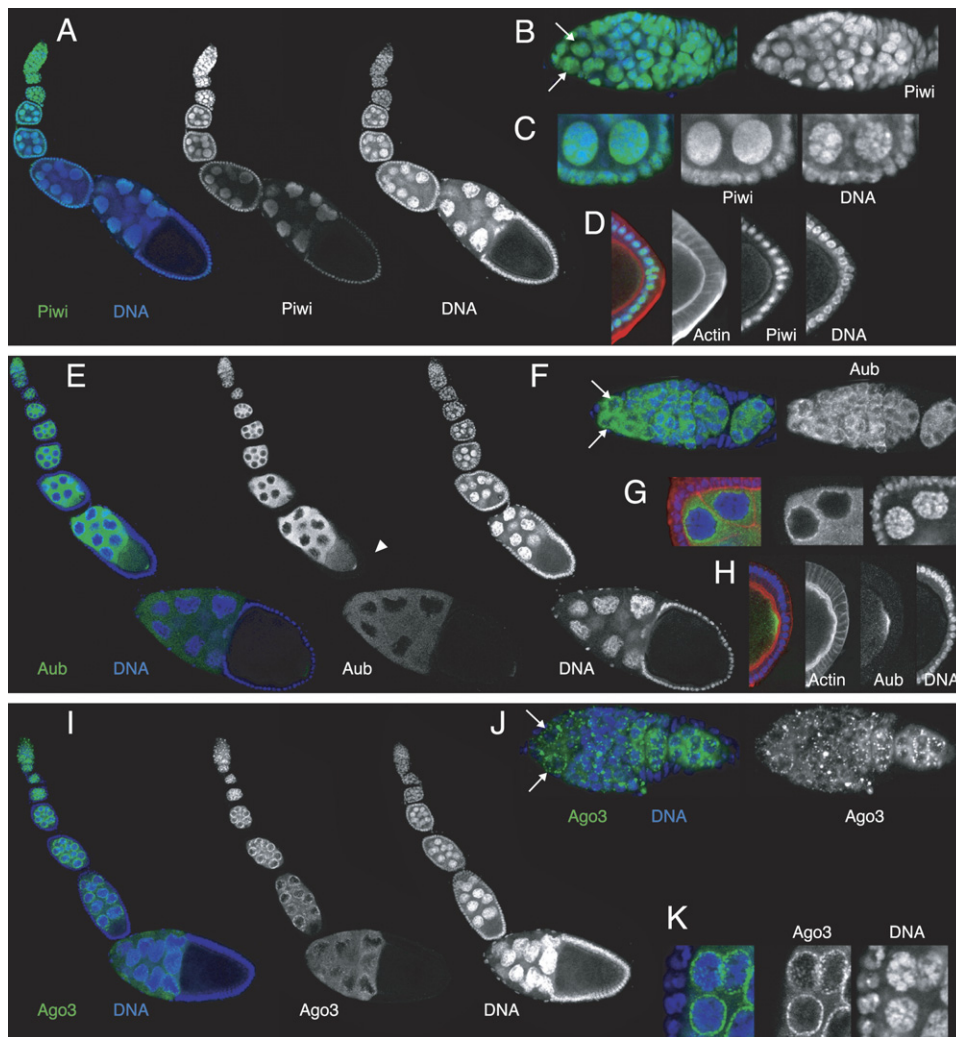 A
Piwi DNA Piwi DNA
B
Piwi
C
Piwi DNA
D
Actin Piwi DNA
E
Aub DNA Aub DNA
F
Aub
G
H
Actin Aub DNA
I
Ago3 DNA Ago3 DNA
J
Ago3 DNA Ago3
K
Ago3 DNA